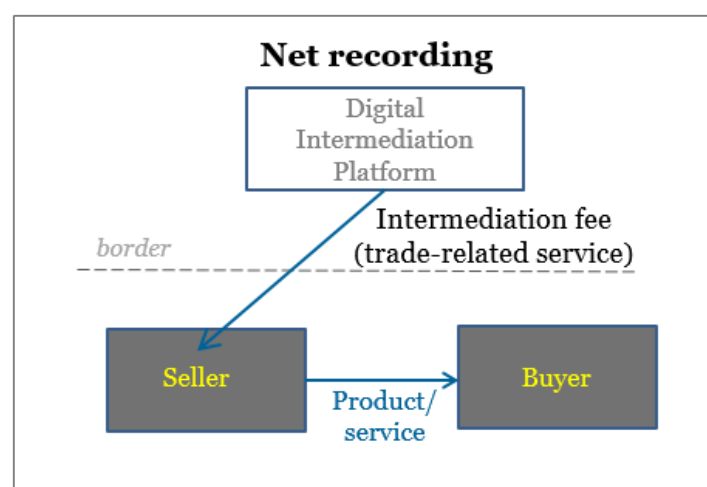 Net recording
Digital
Intermediation
Platform
Intermediation fee
(trade-related service)
border
Seller
Product/
service
Buyer